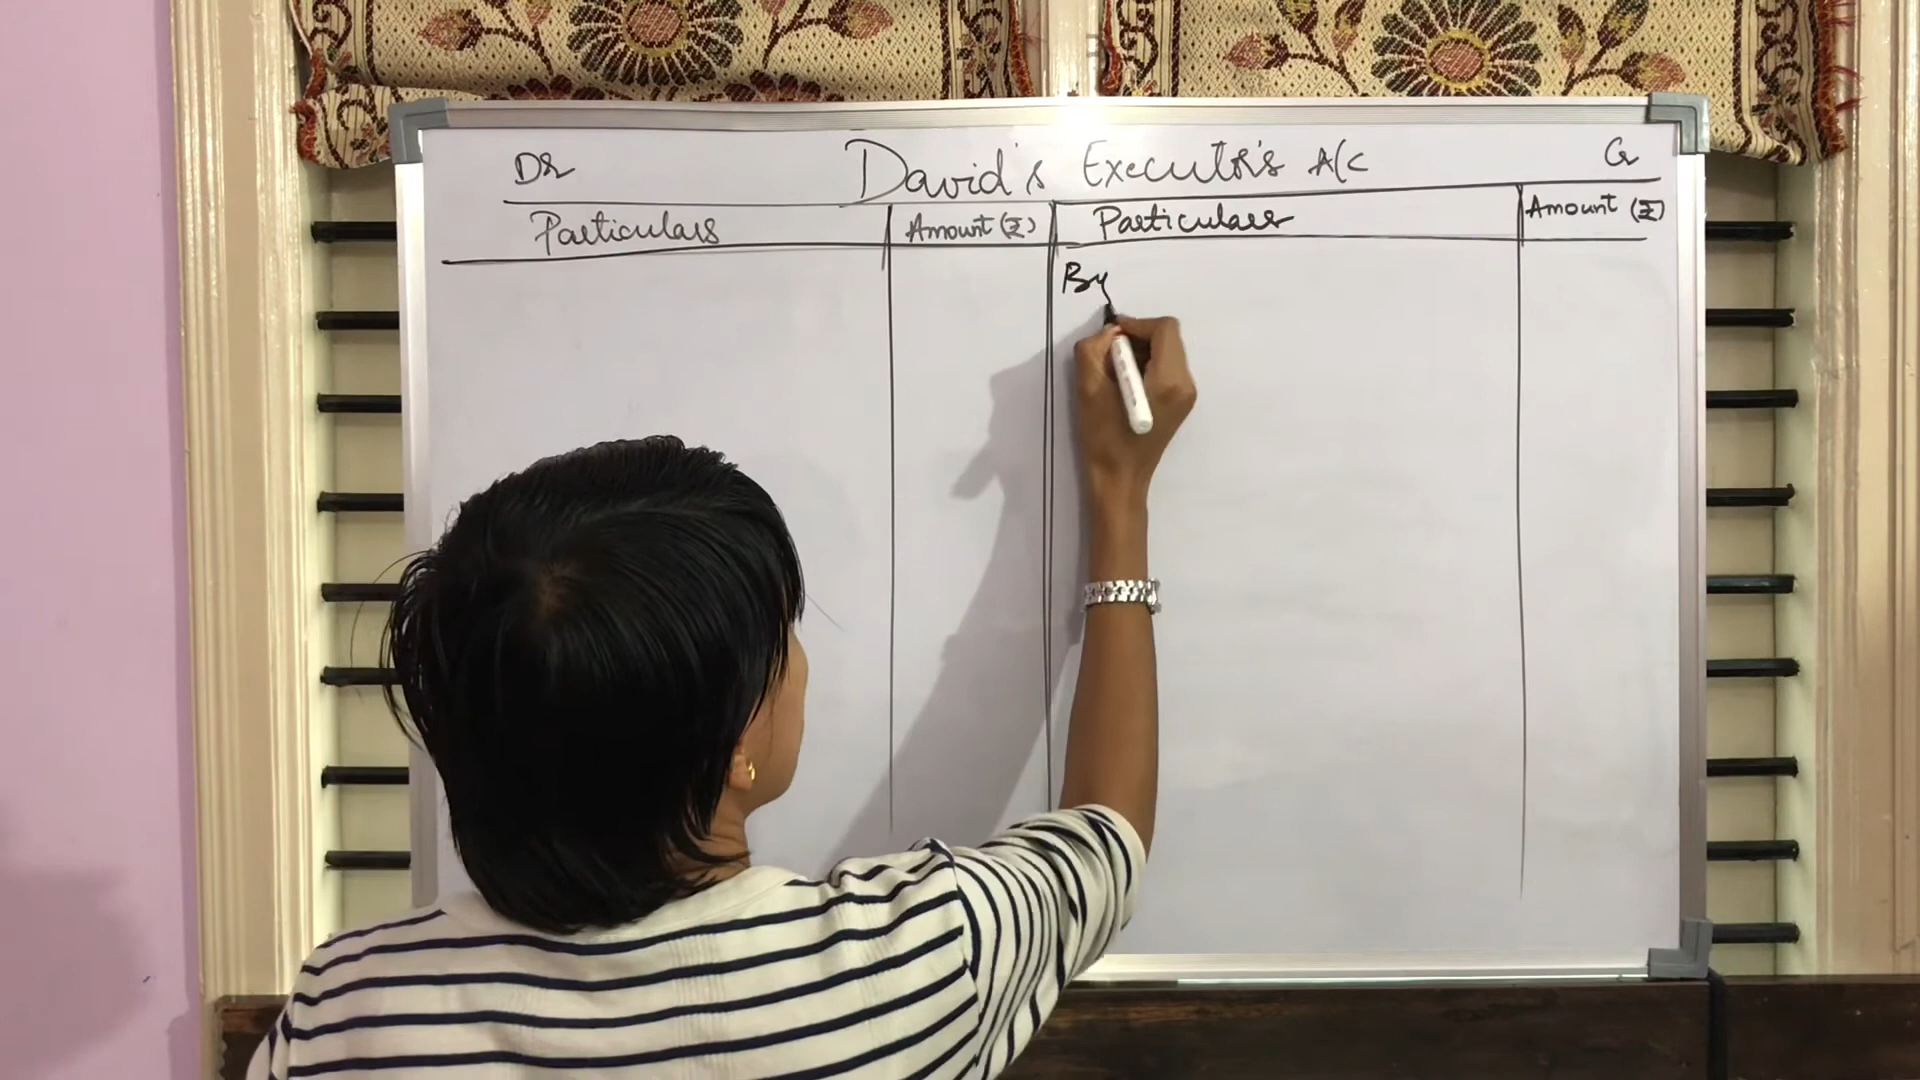 Dr David's Executor's A/C Cr
Particulars Amount (₹) Particulars Amount (₹)
By